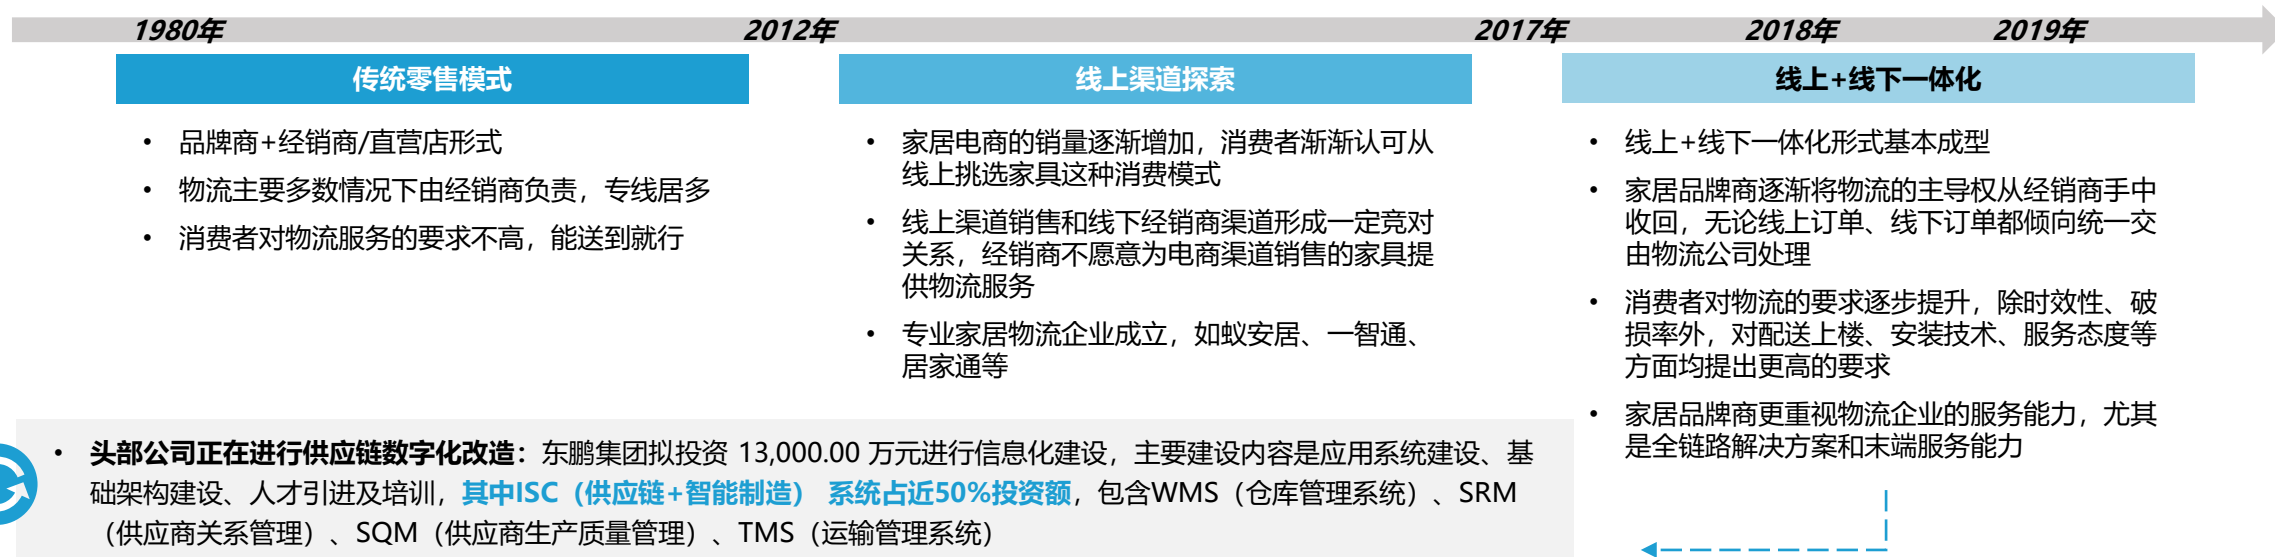 1980年
2012年
2017年
2018年
2019年
传统零售模式
• 品牌商+经销商/直营店形式
• 物流主要多数情况下由经销商负责，专线居多
• 消费者对物流服务的要求不高，能送到就行
线上渠道探索
• 家居电商的销量逐渐增加，消费者渐渐认可从
线上挑选家具这种消费模式
• 线上渠道销售和线下经销商渠道形成一定竞对
关系，经销商不愿意为电商渠道销售的家具提
供物流服务
• 专业家居物流企业成立，如蚁安居、一智通、
居家通等
线上+线下一体化
• 线上+线下一体化形式基本成型
• 家居品牌商逐渐将物流的主导权从经销商手中
收回，无论线上订单、线下订单都倾向统一交
由物流公司处理
• 消费者对物流的要求逐步提升，除时效性、破
损率外，对配送上楼、安装技术、服务态度等
方面均提出更高的要求
• 家居品牌商更重视物流企业的服务能力，尤其
是全链路解决方案和末端服务能力
• 头部公司正在进行供应链数字化改造：东鹏集团拟投资 13,000.00 万元进行信息化建设，主要建设内容是应用系统建设、基
础架构建设、人才引进及培训，其中ISC（供应链+智能制造） 系统占近50%投资额，包含WMS（仓库管理系统）、SRM
（供应商关系管理）、SQM（供应商生产质量管理）、TMS（运输管理系统）